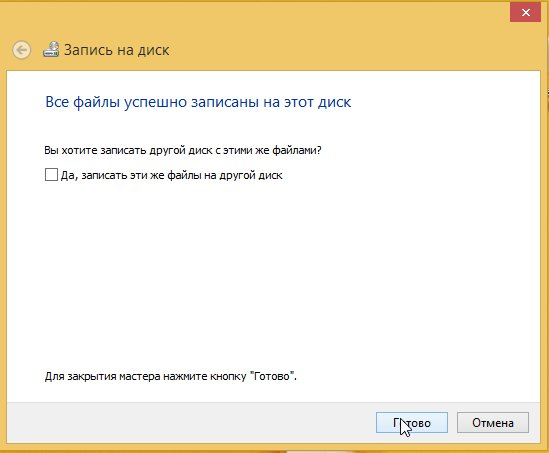 Запись на диск
Все файлы успешно записаны на этот диск
Вы хотите записать другой диск с этими же файлами?
Да, записать эти же файлы на другой диск
Для закрытия мастера нажмите кнопку "Готово".
Готово
Отмена